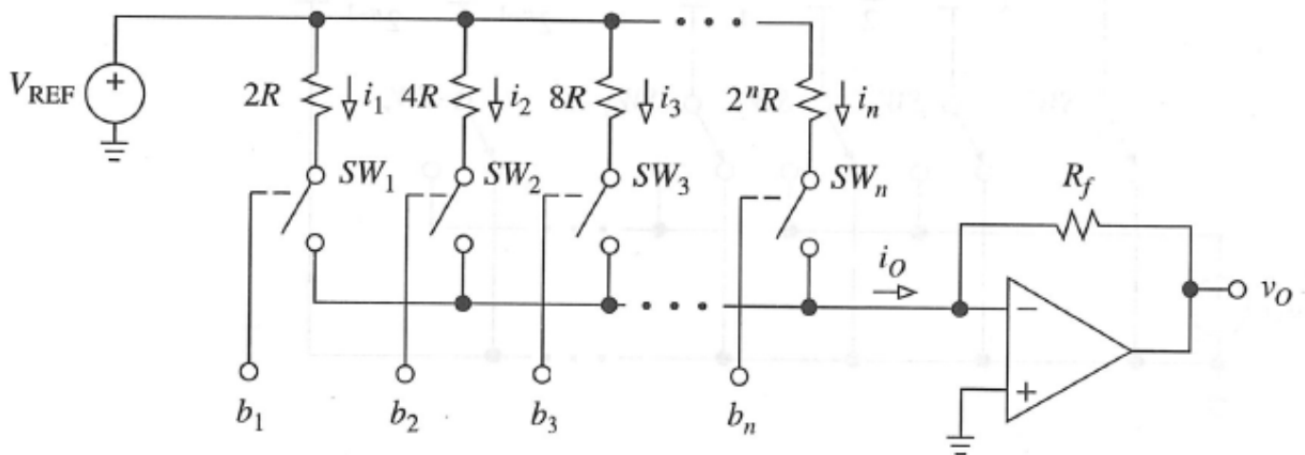 V_REF
2R i_1 4R i_2 8R i_3 2^nR i_n
SW_1 SW_2 SW_3 SW_n
R_f
i_O
v_O
b_1 b_2 b_3 b_n